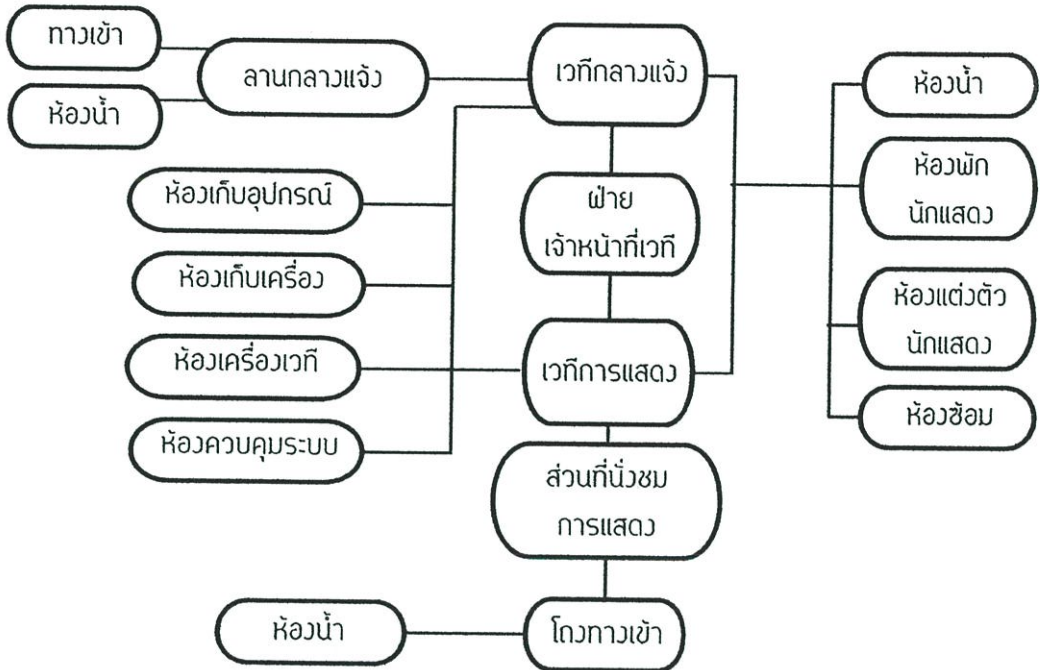 ทางเข้า
ห้องน้ำ
ลานกลางแจ้ง
เวทีกลางแจ้ง
ห้องน้ำ
ห้องพัก
นักแสดง
ห้องเก็บอุปกรณ์
ฝ่าย
เจ้าหน้าที่เวที
ห้องเก็บเครื่อง
ห้องแต่งตัว
นักแสดง
ห้องเครื่องเวที
เวทีการแสดง
ห้องซ้อม
ห้องควบคุมระบบ
ส่วนที่นั่งชม
การแสดง
ห้องน้ำ
โถงทางเข้า